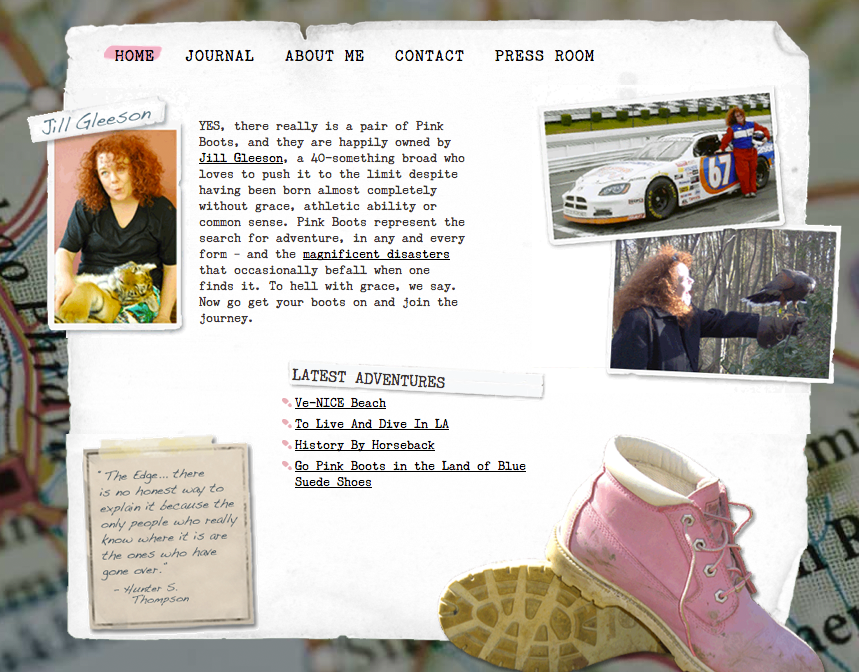 HOME JOURNAL ABOUT ME CONTACT PRESS ROOM
Jill Gleeson
YES, there really is a pair of Pink
Boots, and they are happily owned by
Jill Gleeson, a 40-something broad who
loves to push it to the limit despite
having been born almost completely
without grace, athletic ability or
common sense. Pink Boots represent the
search for adventure, in any and every
form - and the magnificent disasters
that occasionally befall when one
finds it. To hell with grace, we say.
Now go get your boots on and join the
journey.
67
LATEST ADVENTURES
Ve-NICE Beach
To Live And Dive In LA
History By Horseback
Go Pink Boots in the Land of Blue
Suede Shoes
"The Edge... there
is no honest way to
explain it because the
only people who really
know where it is are
the ones who have
gone over."
- Hunter S.
Thompson